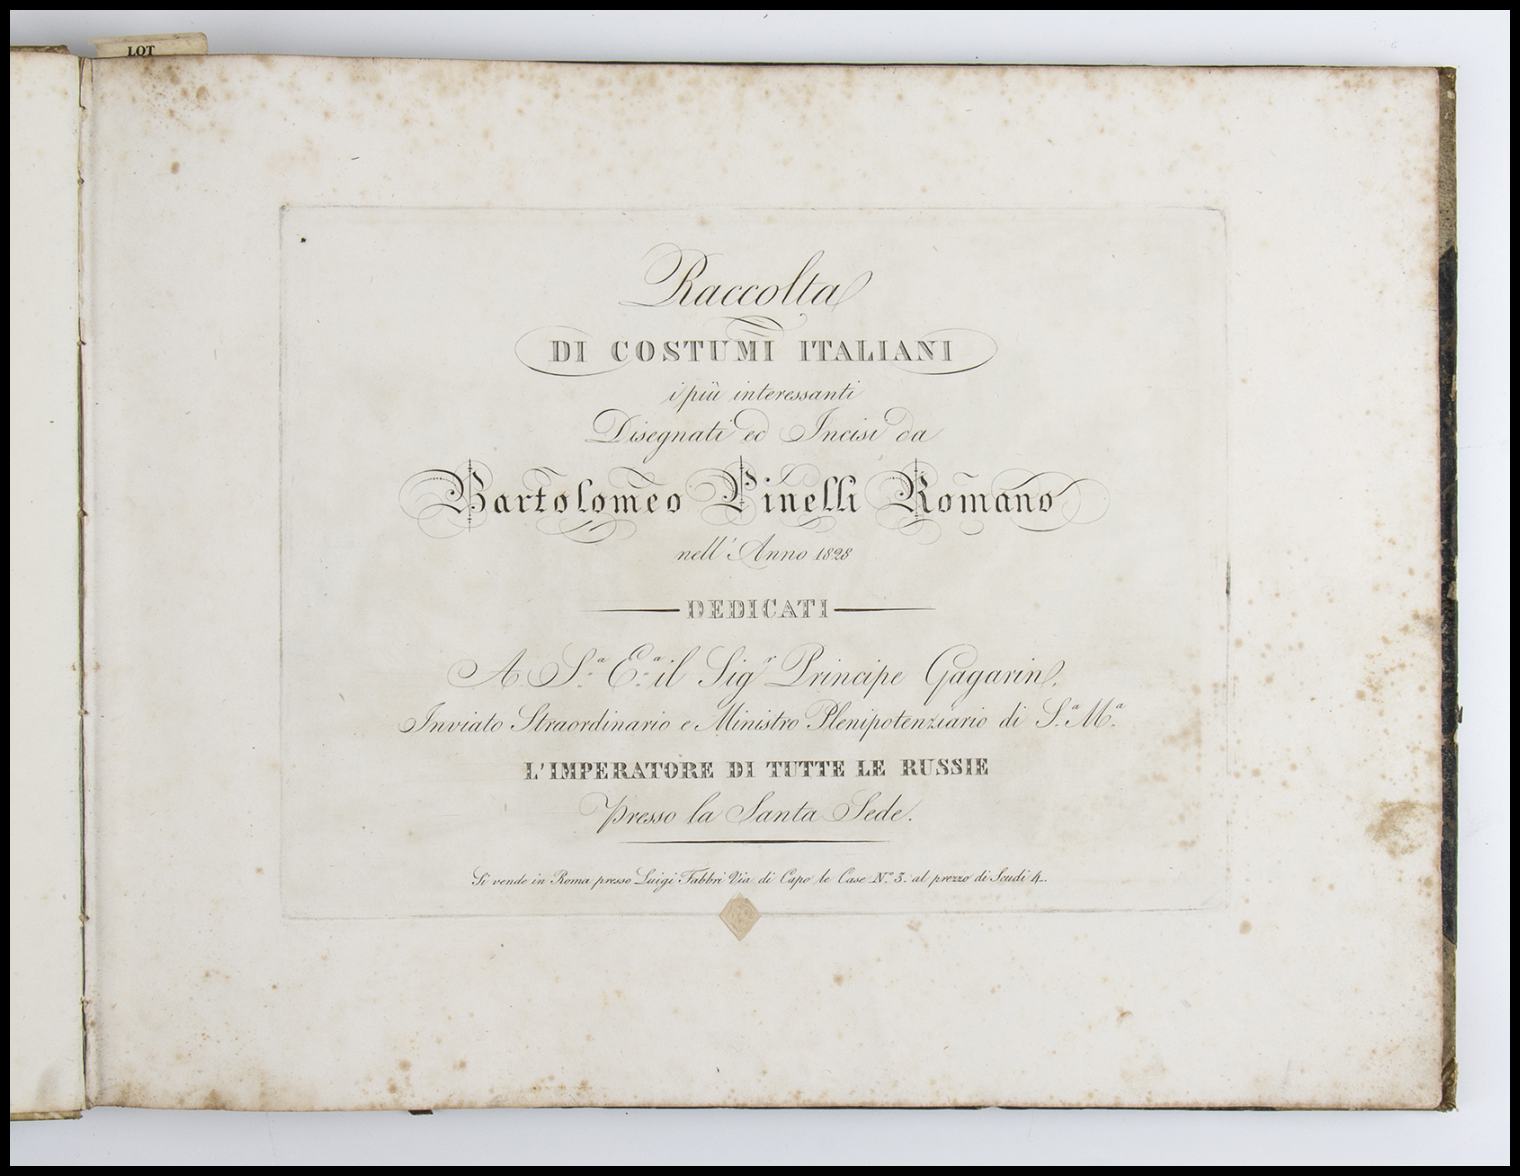 LOT
Raccolta
DI COSTUMI ITALIANI
i più interessanti
Disegnati ed Incisi da
Bartolomeo Pinelli Romano
nell' Anno 1828
DEDICATI
A S.ª E.ª il Sig.r Principe Gagarin.
Inviato Straordinario e Ministro Plenipotenziario di S.ª M.ª
L'IMPERATORE DI TUTTE LE RUSSIE
Presso la Santa Sede.
Si vende in Roma presso Luigi Fabbri Via di Capo le Case N.º 3. al prezzo di Scudi 4.